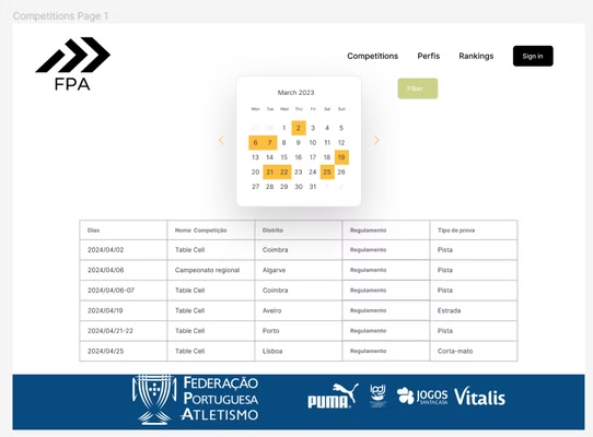 Competitions Page 1
FPA
Competitions Perfis Rankings Sign in
Filter
March 2023
Mon Tue Wed Thu Fri Sat Sun
1 2 3 4 5
6 7 8 9 10 11 12
13 14 15 16 17 18 19
20 21 22 23 24 25 26
27 28 29 30 31 1 2
Dias Nome Competição Distrito Regulamento Tipo de prova
2024/04/02 Table Cell Coimbra Regulamento Pista
2024/04/06 Campeonato regional Algarve Regulamento Pista
2024/04/06-07 Table Cell Coimbra Regulamento Pista
2024/04/19 Table Cell Aveiro Regulamento Estrada
2024/04/21-22 Table Cell Porto Regulamento Pista
2024/04/25 Table Cell Lisboa Regulamento Corta-mato
FEDERAÇÃO
PORTUGUESA
ATLETISMO
PUMA ipdj JOGOS SANTACASA Vitalis